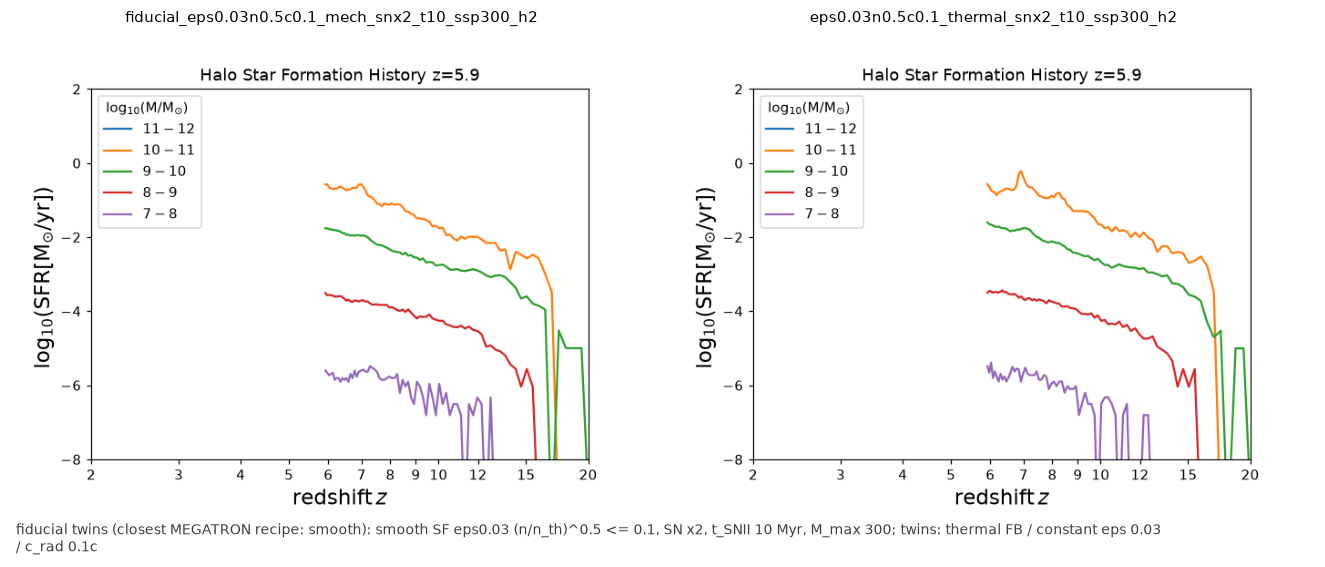 fiducial_eps0.03n0.5c0.1_mech_snx2_t10_ssp300_h2
Halo Star Formation History z=5.9
log₁₀(SFR[M⊙/yr])
2
0
−2
−4
−6
−8
log₁₀(M/M⊙)
11 − 12
10 − 11
9 − 10
8 − 9
7 − 8
2 3 4 5 6 7 8 9 10 12 15 20
redshift z
eps0.03n0.5c0.1_thermal_snx2_t10_ssp300_h2
Halo Star Formation History z=5.9
log₁₀(SFR[M⊙/yr])
2
0
−2
−4
−6
−8
log₁₀(M/M⊙)
11 − 12
10 − 11
9 − 10
8 − 9
7 − 8
2 3 4 5 6 7 8 9 10 12 15 20
redshift z
fiducial twins (closest MEGATRON recipe: smooth): smooth SF eps0.03 (n/n_th)^0.5 <= 0.1, SN x2, t_SNII 10 Myr, M_max 300; twins: thermal FB / constant eps 0.03
/ c_rad 0.1c